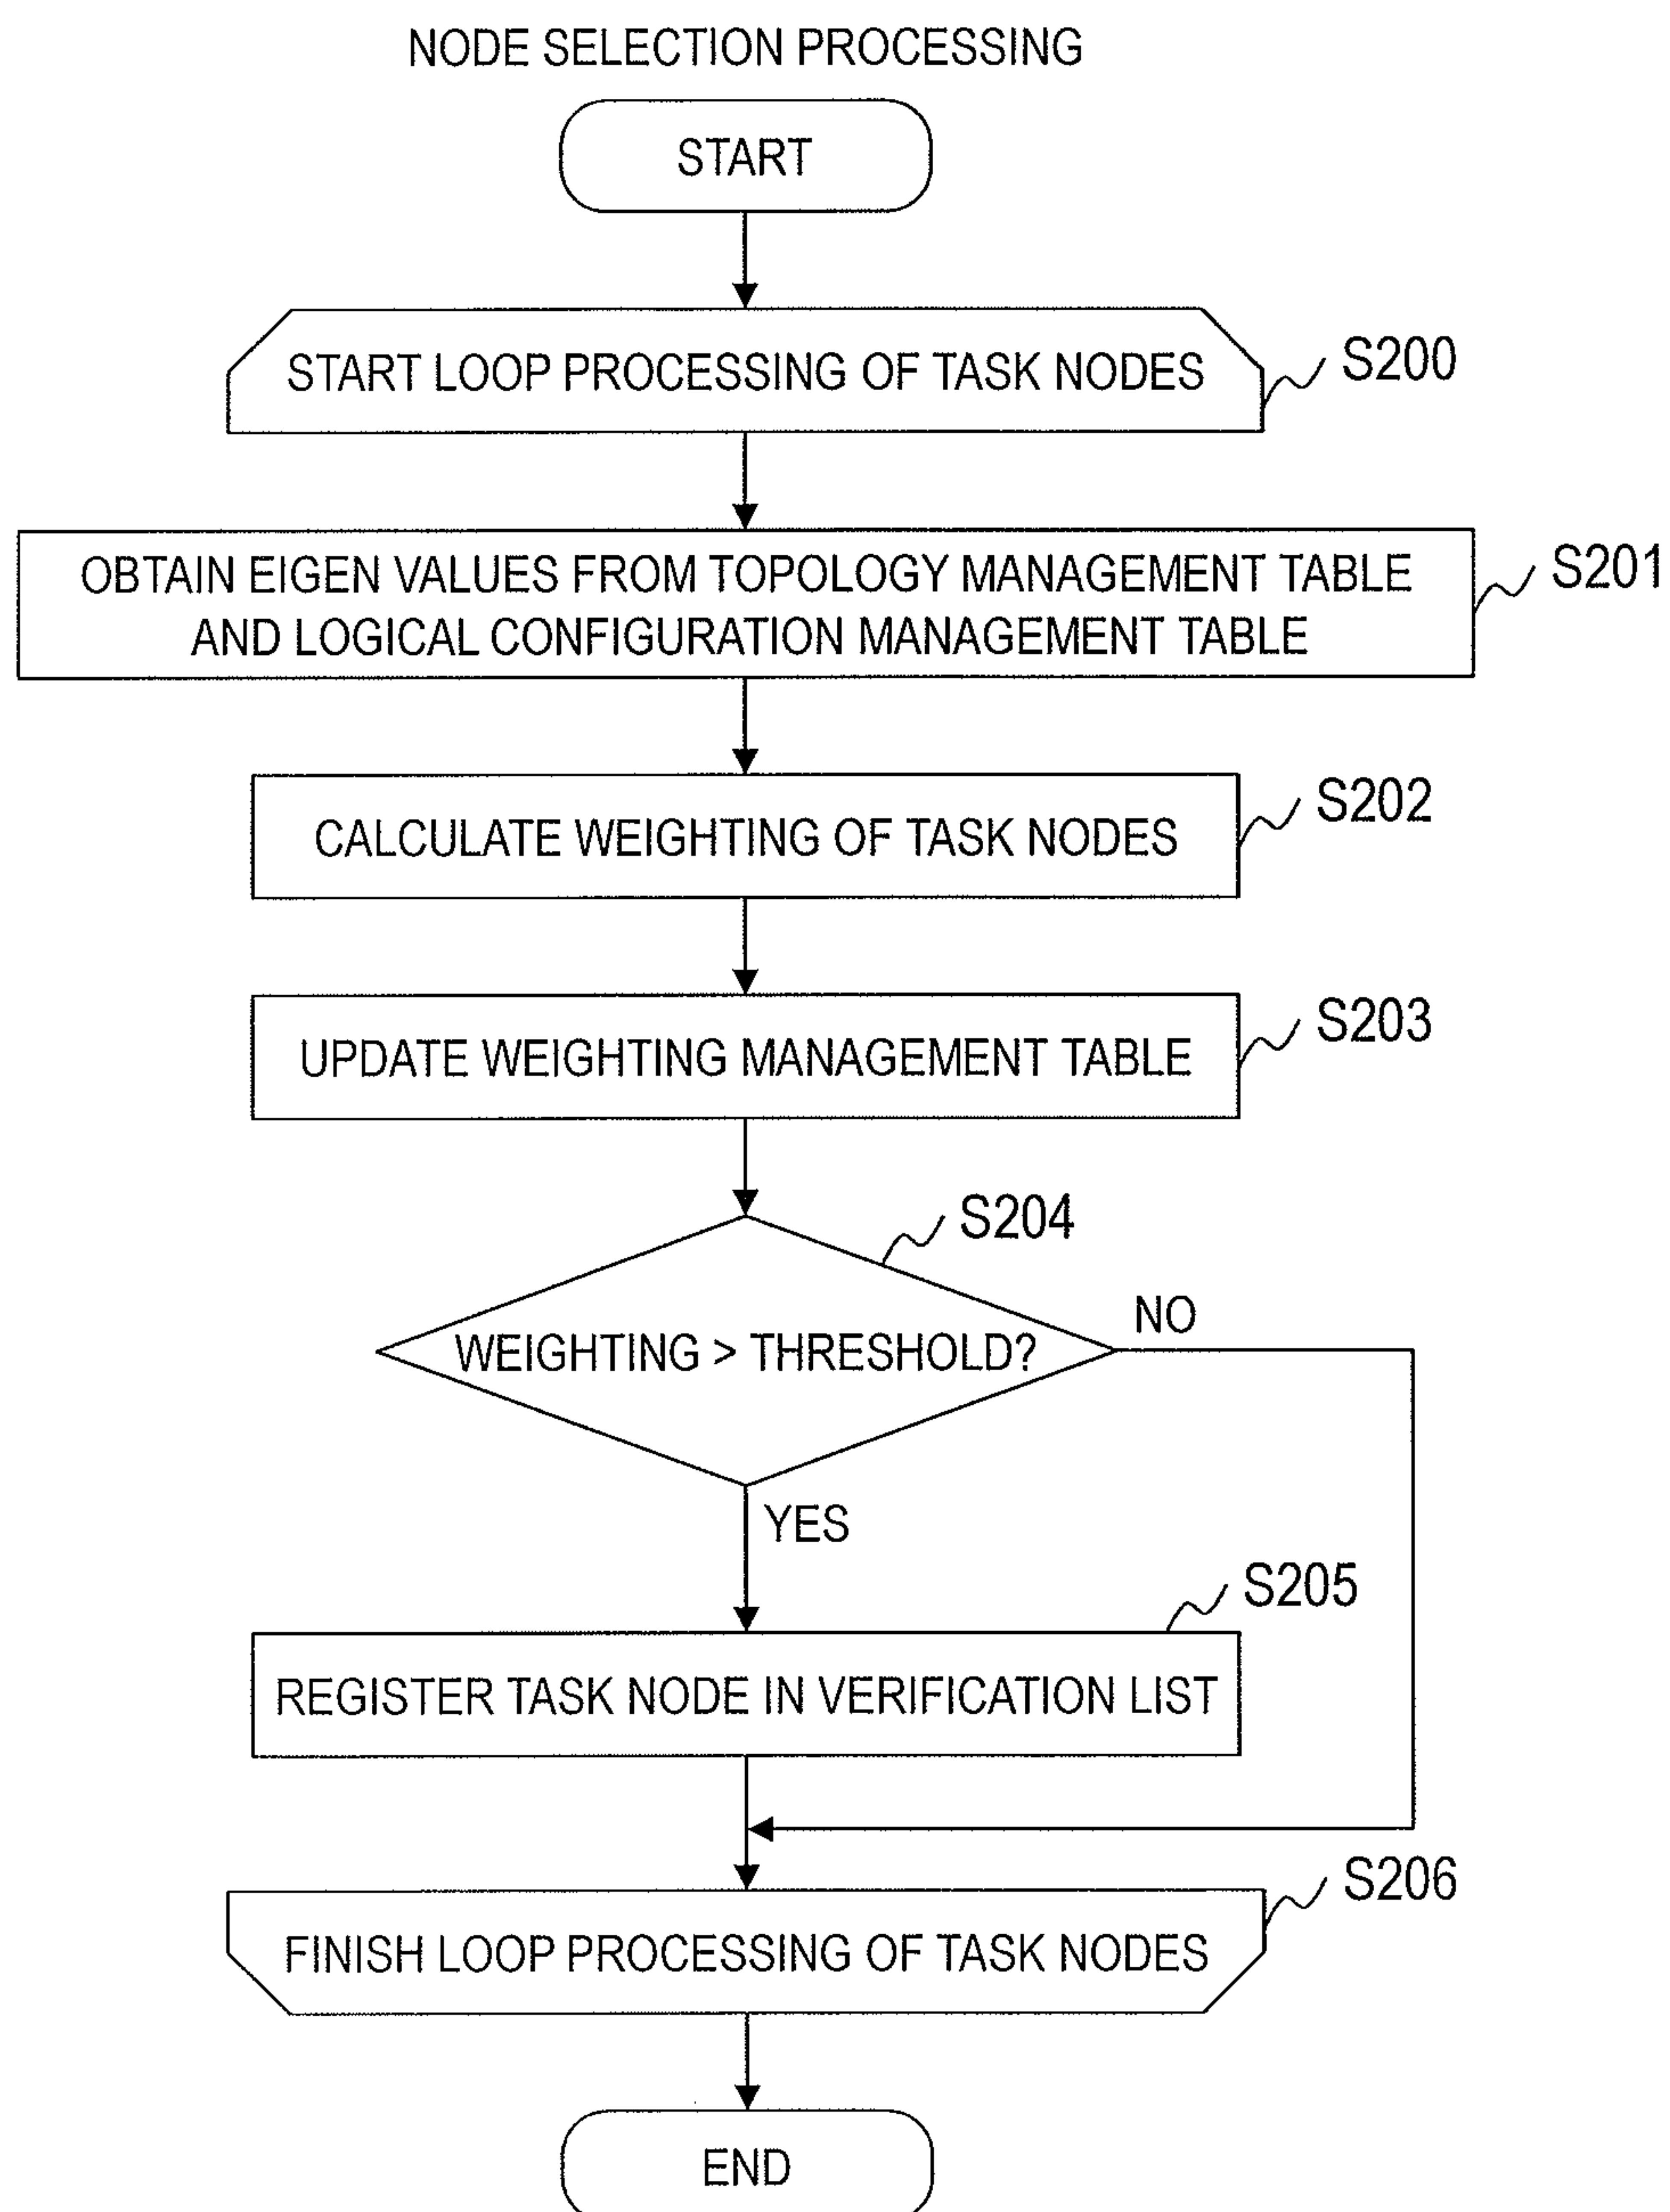 NODE SELECTION PROCESSING
START
START LOOP PROCESSING OF TASK NODES
S200
OBTAIN EIGEN VALUES FROM TOPOLOGY MANAGEMENT TABLE
AND LOGICAL CONFIGURATION MANAGEMENT TABLE
S201
CALCULATE WEIGHTING OF TASK NODES
S202
UPDATE WEIGHTING MANAGEMENT TABLE
S203
S204
WEIGHTING > THRESHOLD?
NO
YES
S205
REGISTER TASK NODE IN VERIFICATION LIST
S206
FINISH LOOP PROCESSING OF TASK NODES
END